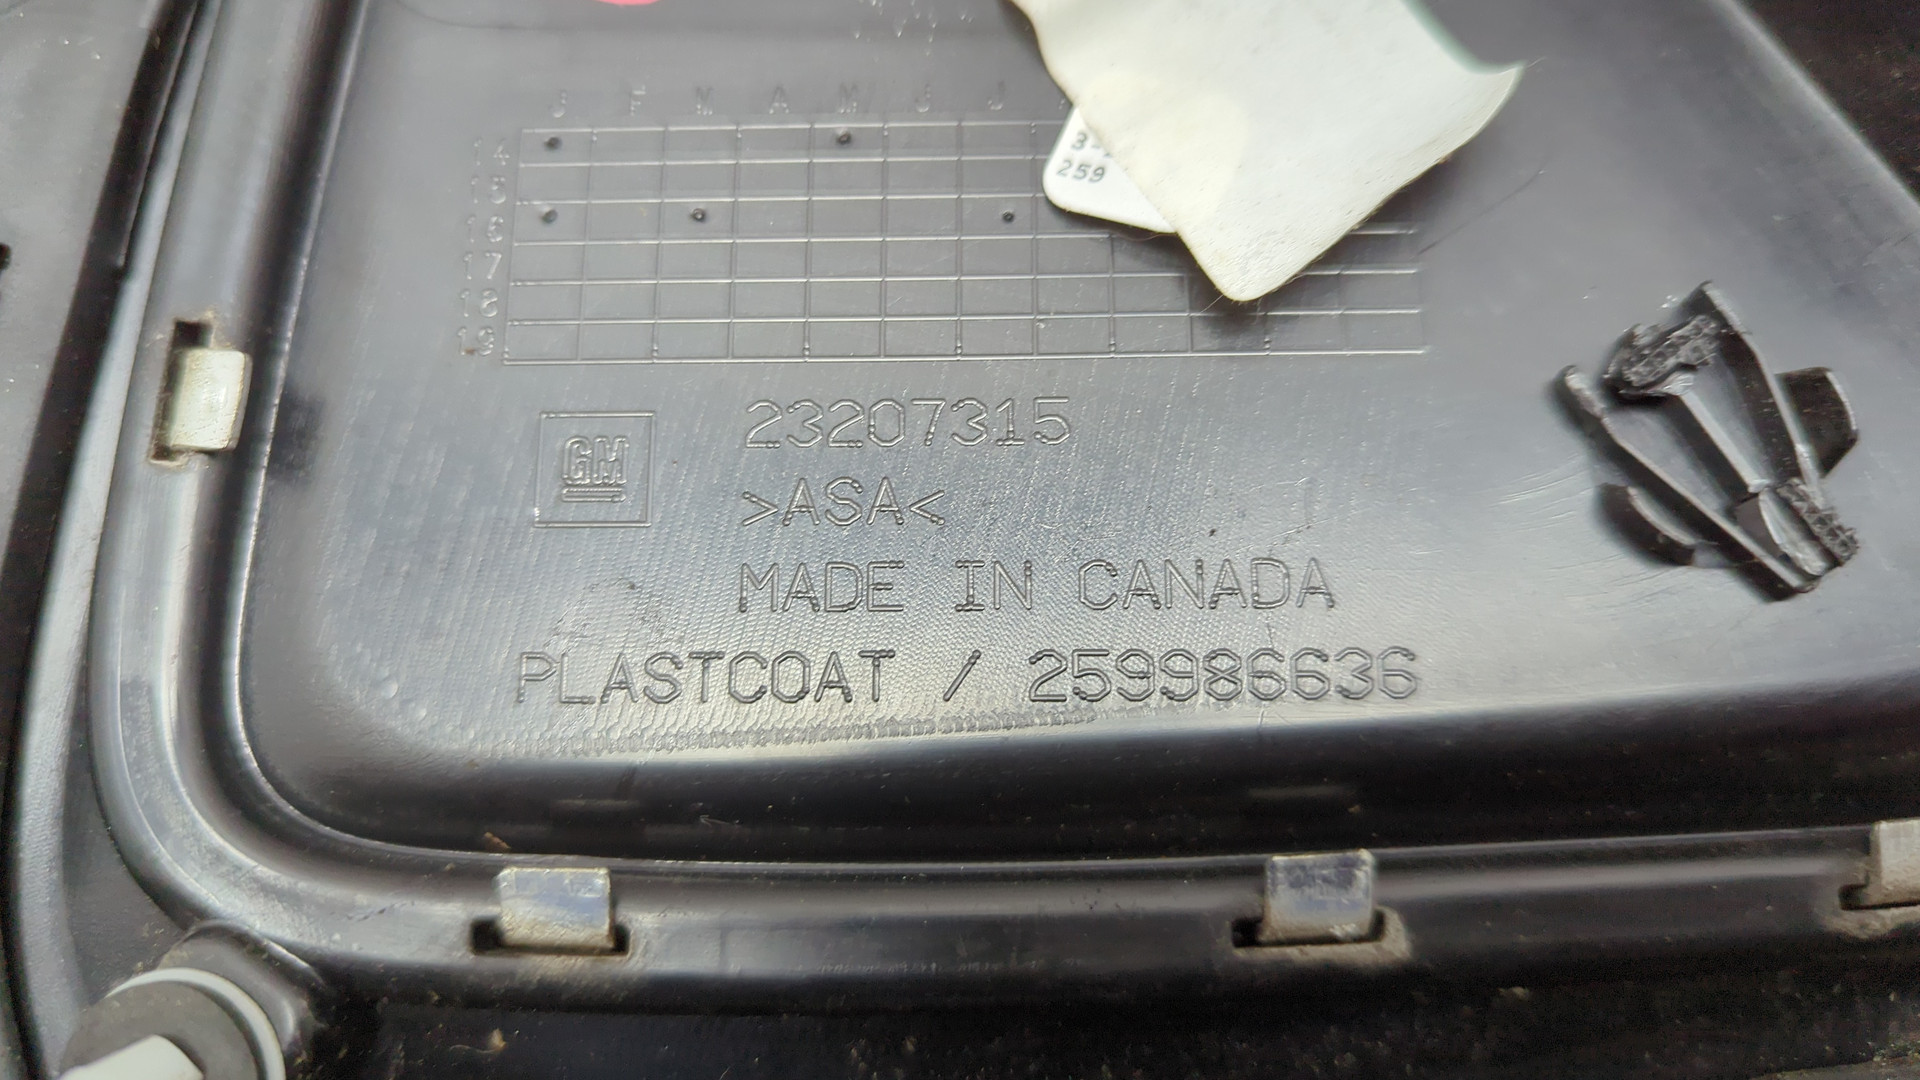 J F M A M J J
14
15
16
17
18
19
259
GM
23207315
>ASA<
MADE IN CANADA
PLASTCOAT / 259986636